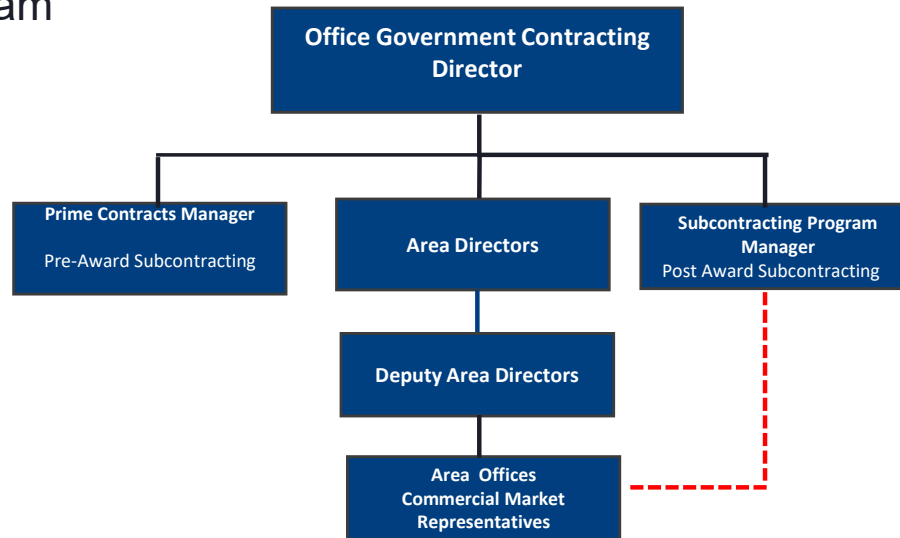 Office Government Contracting
Director
Prime Contracts Manager
Pre-Award Subcontracting
Area Directors
Subcontracting Program
Manager
Post Award Subcontracting
Deputy Area Directors
Area Offices
Commercial Market
Representatives